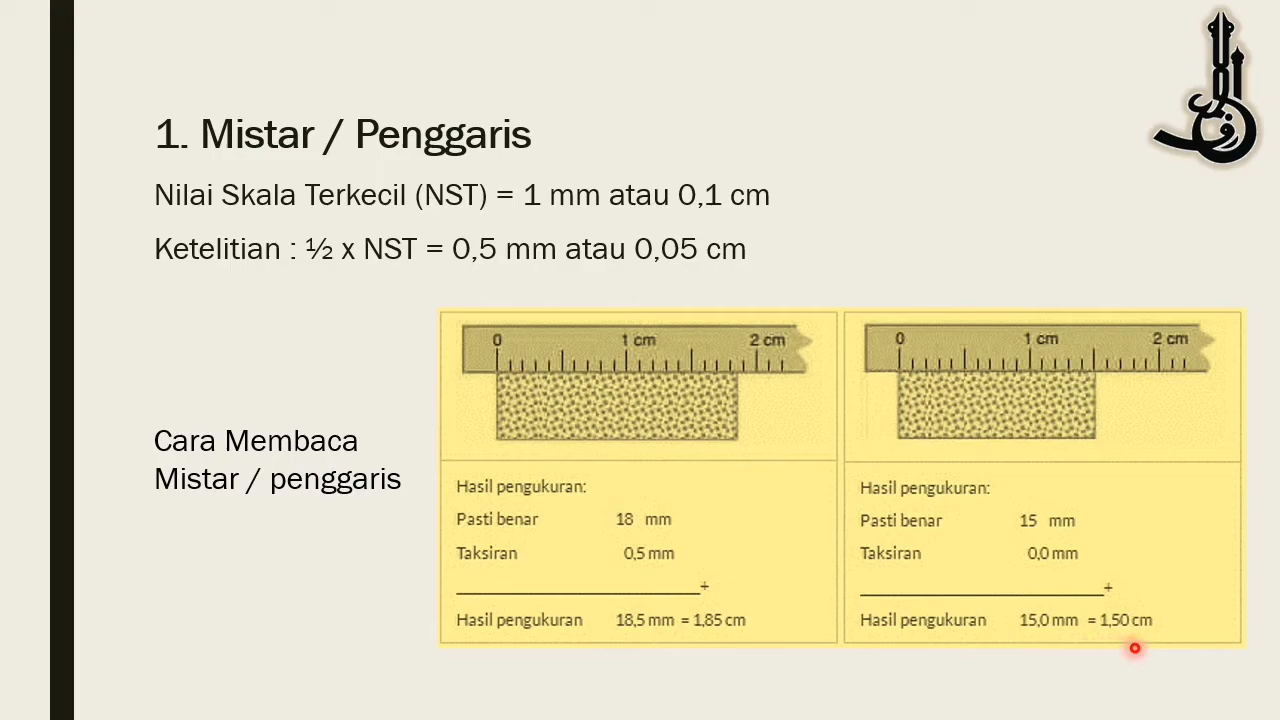 1. Mistar / Penggaris
Nilai Skala Terkecil (NST) = 1 mm atau 0,1 cm
Ketelitian : ½ x NST = 0,5 mm atau 0,05 cm
Cara Membaca
Mistar / penggaris
0 1 cm 2 cm
Hasil pengukuran:
Pasti benar 18 mm
Taksiran 0,5 mm
+
Hasil pengukuran 18,5 mm = 1,85 cm
0 1 cm 2 cm
Hasil pengukuran:
Pasti benar 15 mm
Taksiran 0,0 mm
+
Hasil pengukuran 15,0 mm = 1,50 cm